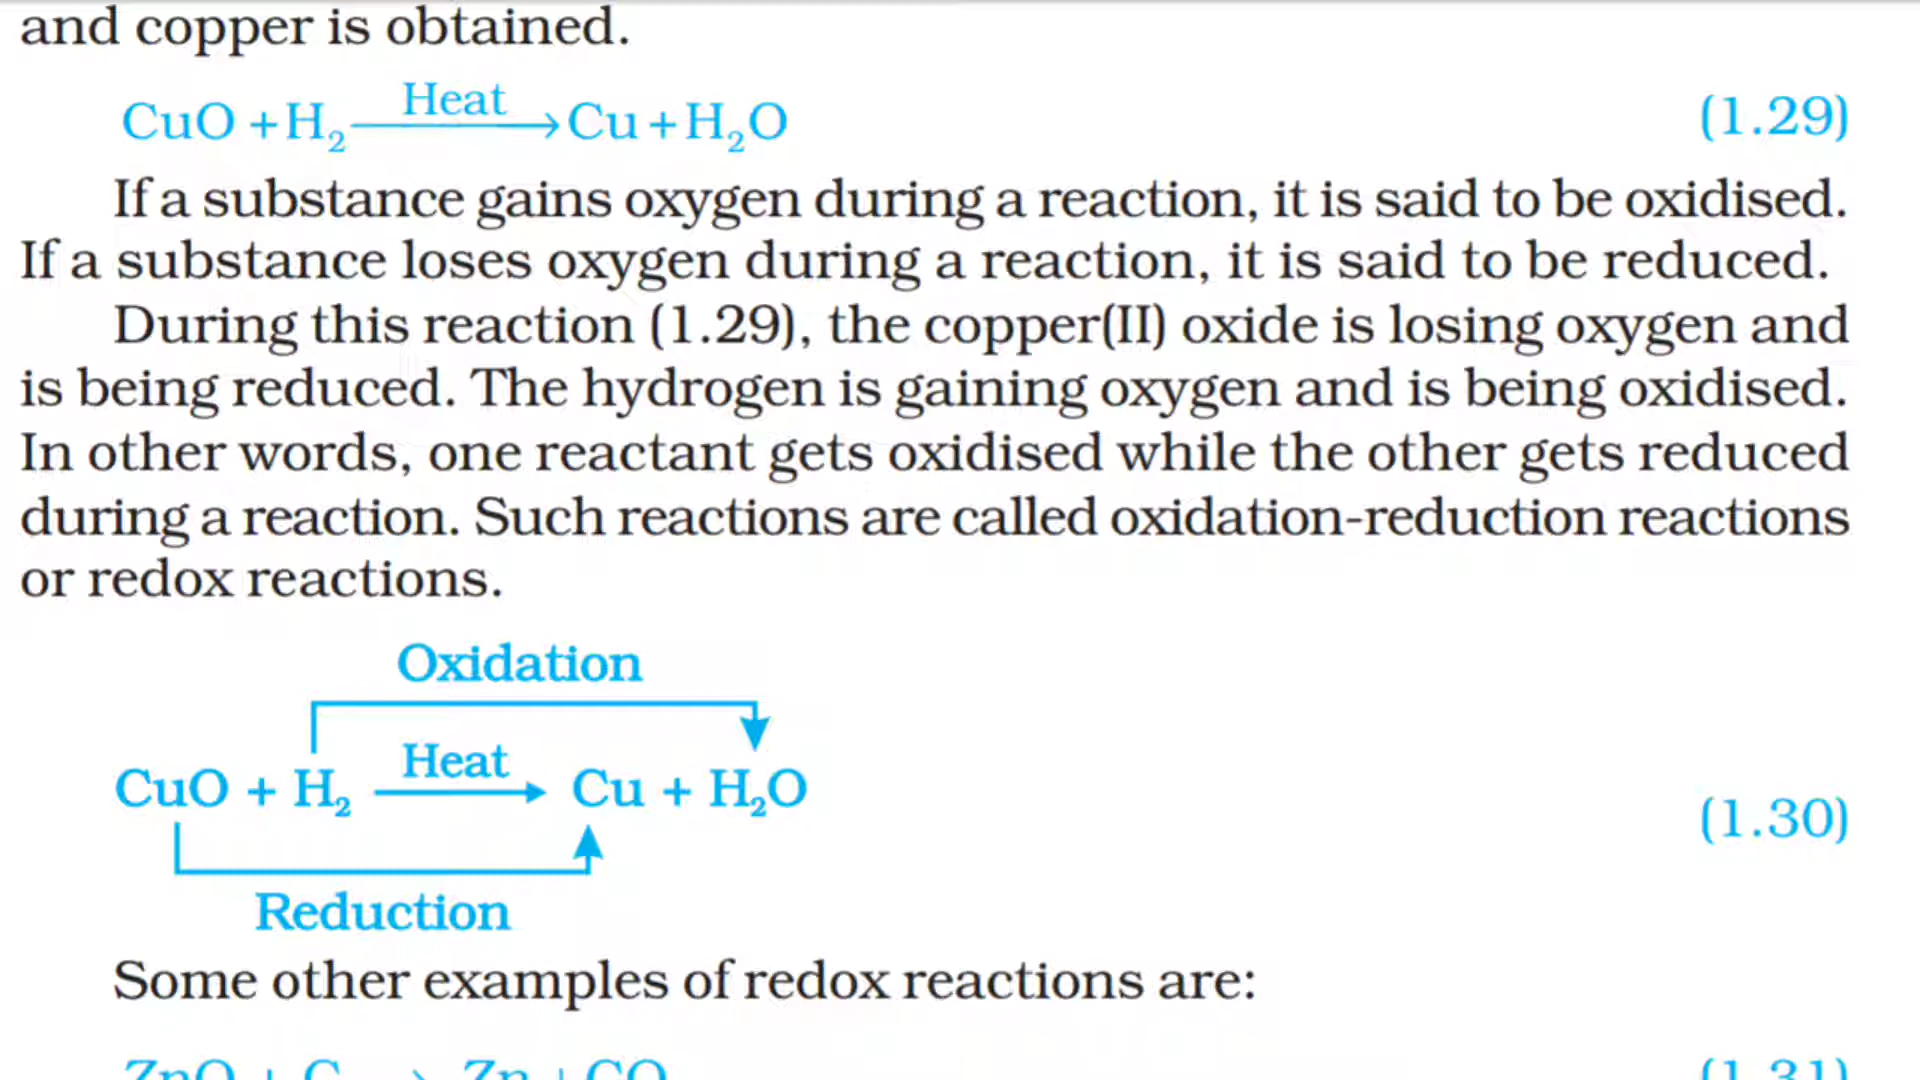 and copper is obtained.
CuO + H₂ —Heat→ Cu + H₂O (1.29)
If a substance gains oxygen during a reaction, it is said to be oxidised.
If a substance loses oxygen during a reaction, it is said to be reduced.
During this reaction (1.29), the copper(II) oxide is losing oxygen and
is being reduced. The hydrogen is gaining oxygen and is being oxidised.
In other words, one reactant gets oxidised while the other gets reduced
during a reaction. Such reactions are called oxidation-reduction reactions
or redox reactions.
Oxidation
Heat
CuO + H₂ → Cu + H₂O (1.30)
Reduction
Some other examples of redox reactions are:
ZnO + C → Zn + CO (1.31)